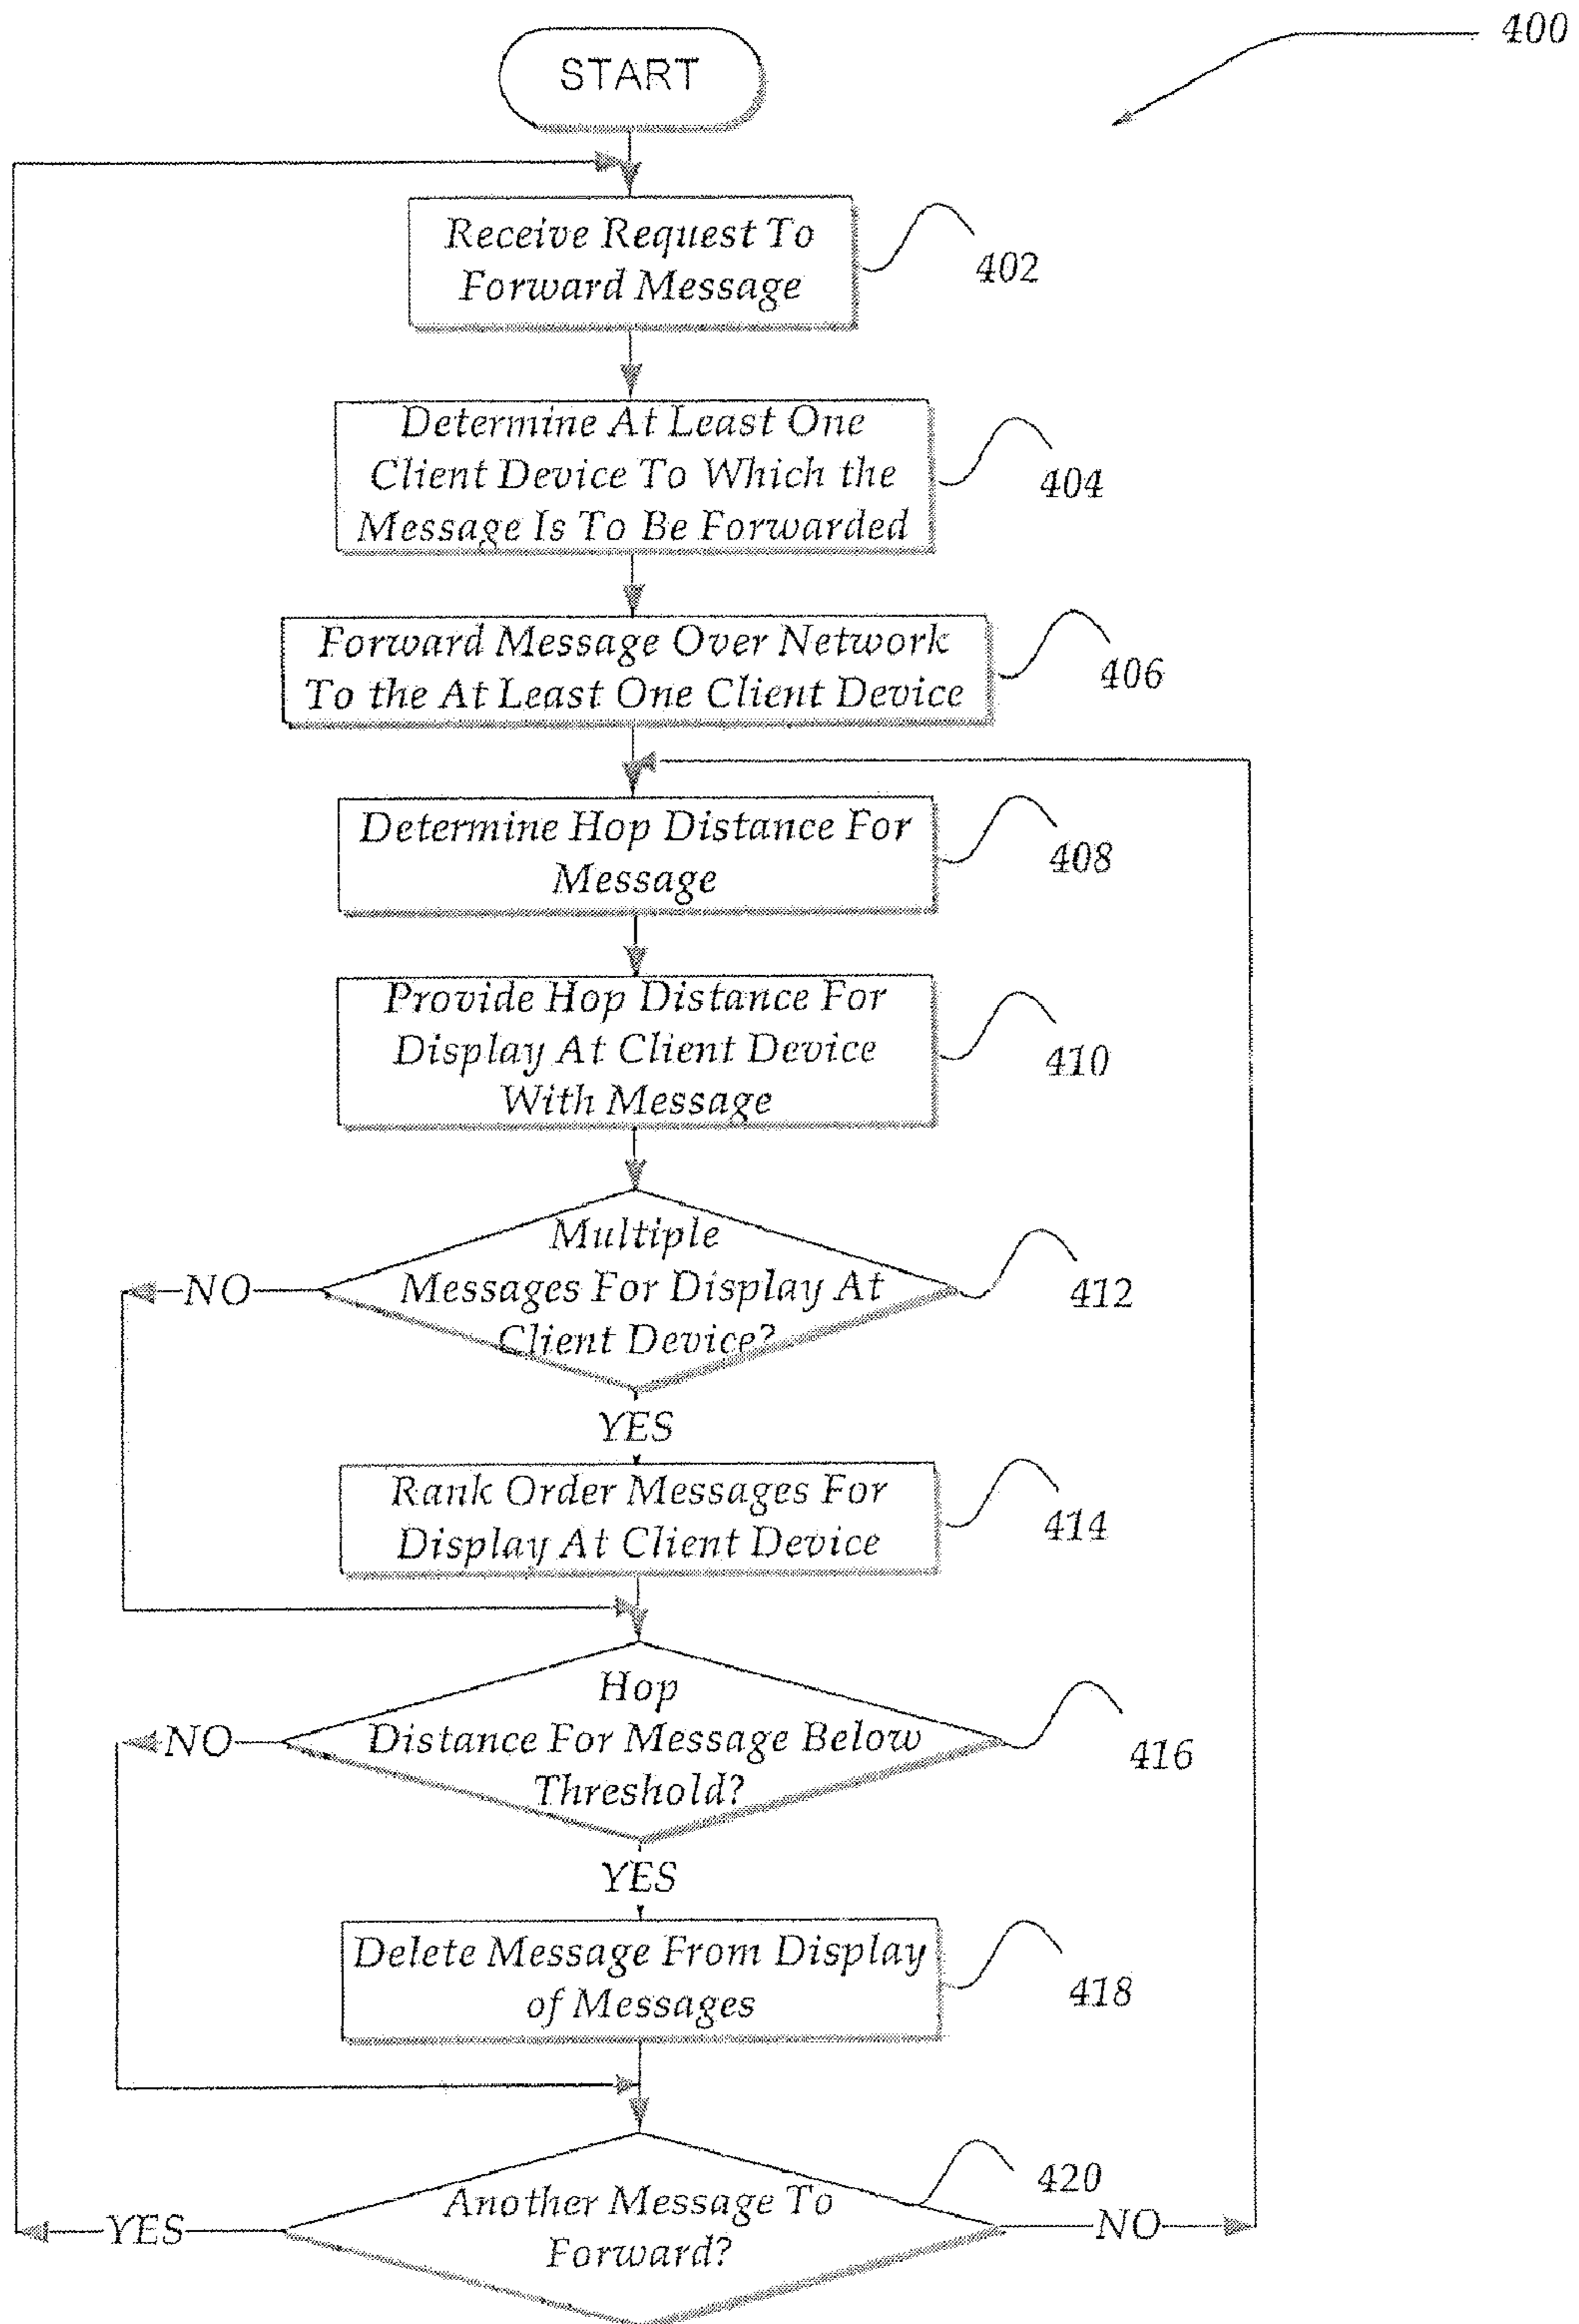 400
START
Receive Request To
Forward Message
402
Determine At Least One
Client Device To Which the
Message Is To Be Forwarded
404
Forward Message Over Network
To the At Least One Client Device
406
Determine Hop Distance For
Message
408
Provide Hop Distance For
Display At Client Device
With Message
410
Multiple
Messages For Display At
Client Device?
412
NO
YES
Rank Order Messages For
Display At Client Device
414
Hop
Distance For Message Below
Threshold?
416
NO
YES
Delete Message From Display
of Messages
418
Another Message To
Forward?
420
YES
NO